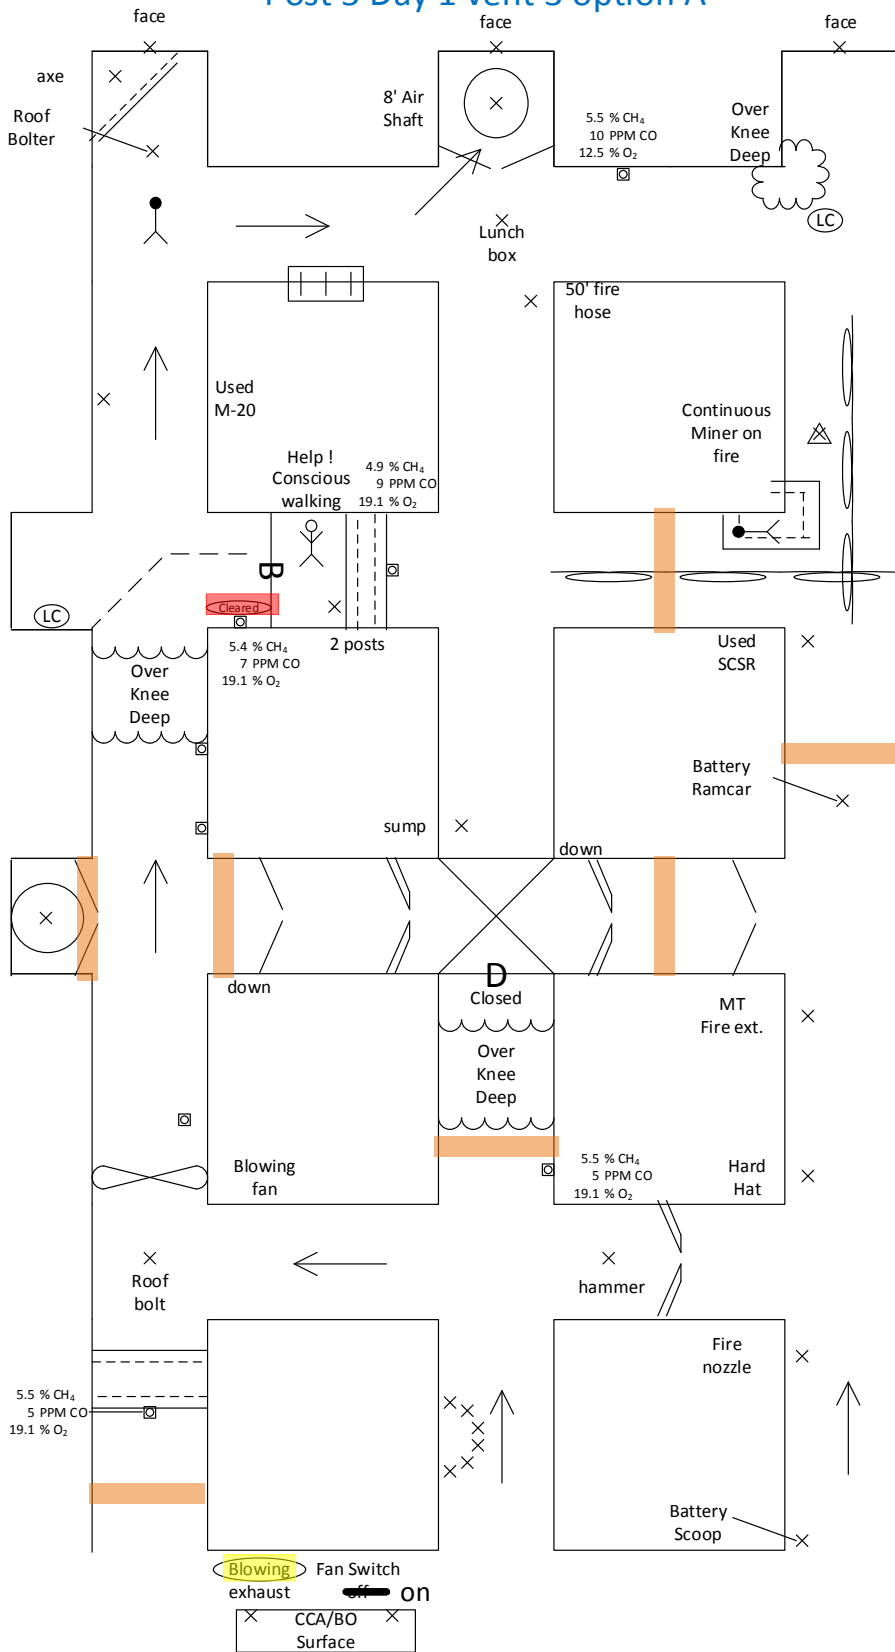 Post 3 Day 1 vent 3 option A
face
face
face
axe
Roof
Bolter
8' Air
Shaft
5.5 % CH₄
10 PPM CO
12.5 % O₂
Over
Knee
Deep
LC
Lunch
box
50' fire
hose
Used
M-20
Continuous
Miner on
fire
Help !
Conscious
walking
4.9 % CH₄
9 PPM CO
19.1 % O₂
B
Cleared
LC
5.4 % CH₄
7 PPM CO
19.1 % O₂
2 posts
Used
SCSR
Over
Knee
Deep
Battery
Ramcar
sump
down
down
D
Closed
MT
Fire ext.
Over
Knee
Deep
Blowing
fan
5.5 % CH₄
5 PPM CO
19.1 % O₂
Hard
Hat
Roof
bolt
hammer
Fire
nozzle
5.5 % CH₄
5 PPM CO
19.1 % O₂
Battery
Scoop
Blowing
exhaust
Fan Switch
off on
CCA/BO
Surface